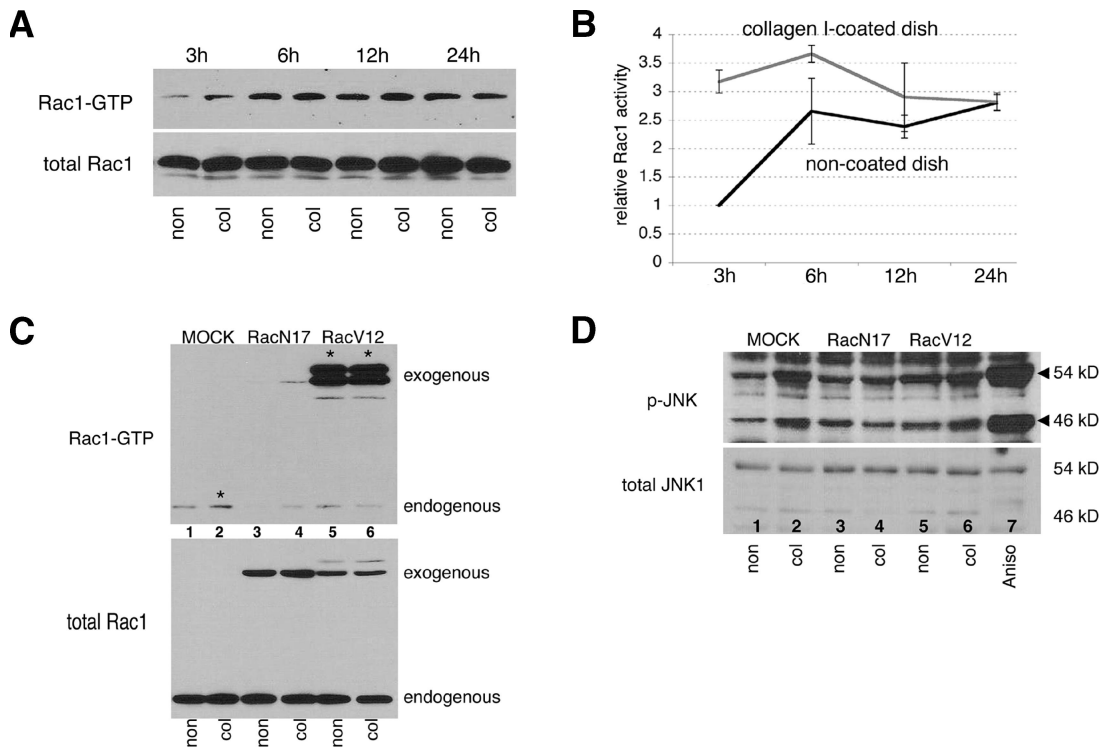 A
3h 6h 12h 24h
Rac1-GTP
total Rac1
non col non col non col non col
B
collagen I-coated dish
non-coated dish
relative Rac1 activity
4
3.5
3
2.5
2
1.5
1
0.5
0
3h 6h 12h 24h
C
MOCK RacN17 RacV12
* *
exogenous
Rac1-GTP
*
endogenous
1 2 3 4 5 6
exogenous
total Rac1
endogenous
non col non col non col
D
MOCK RacN17 RacV12
54 kD
p-JNK
46 kD
54 kD
total JNK1
46 kD
1 2 3 4 5 6 7
non col non col non col Aniso